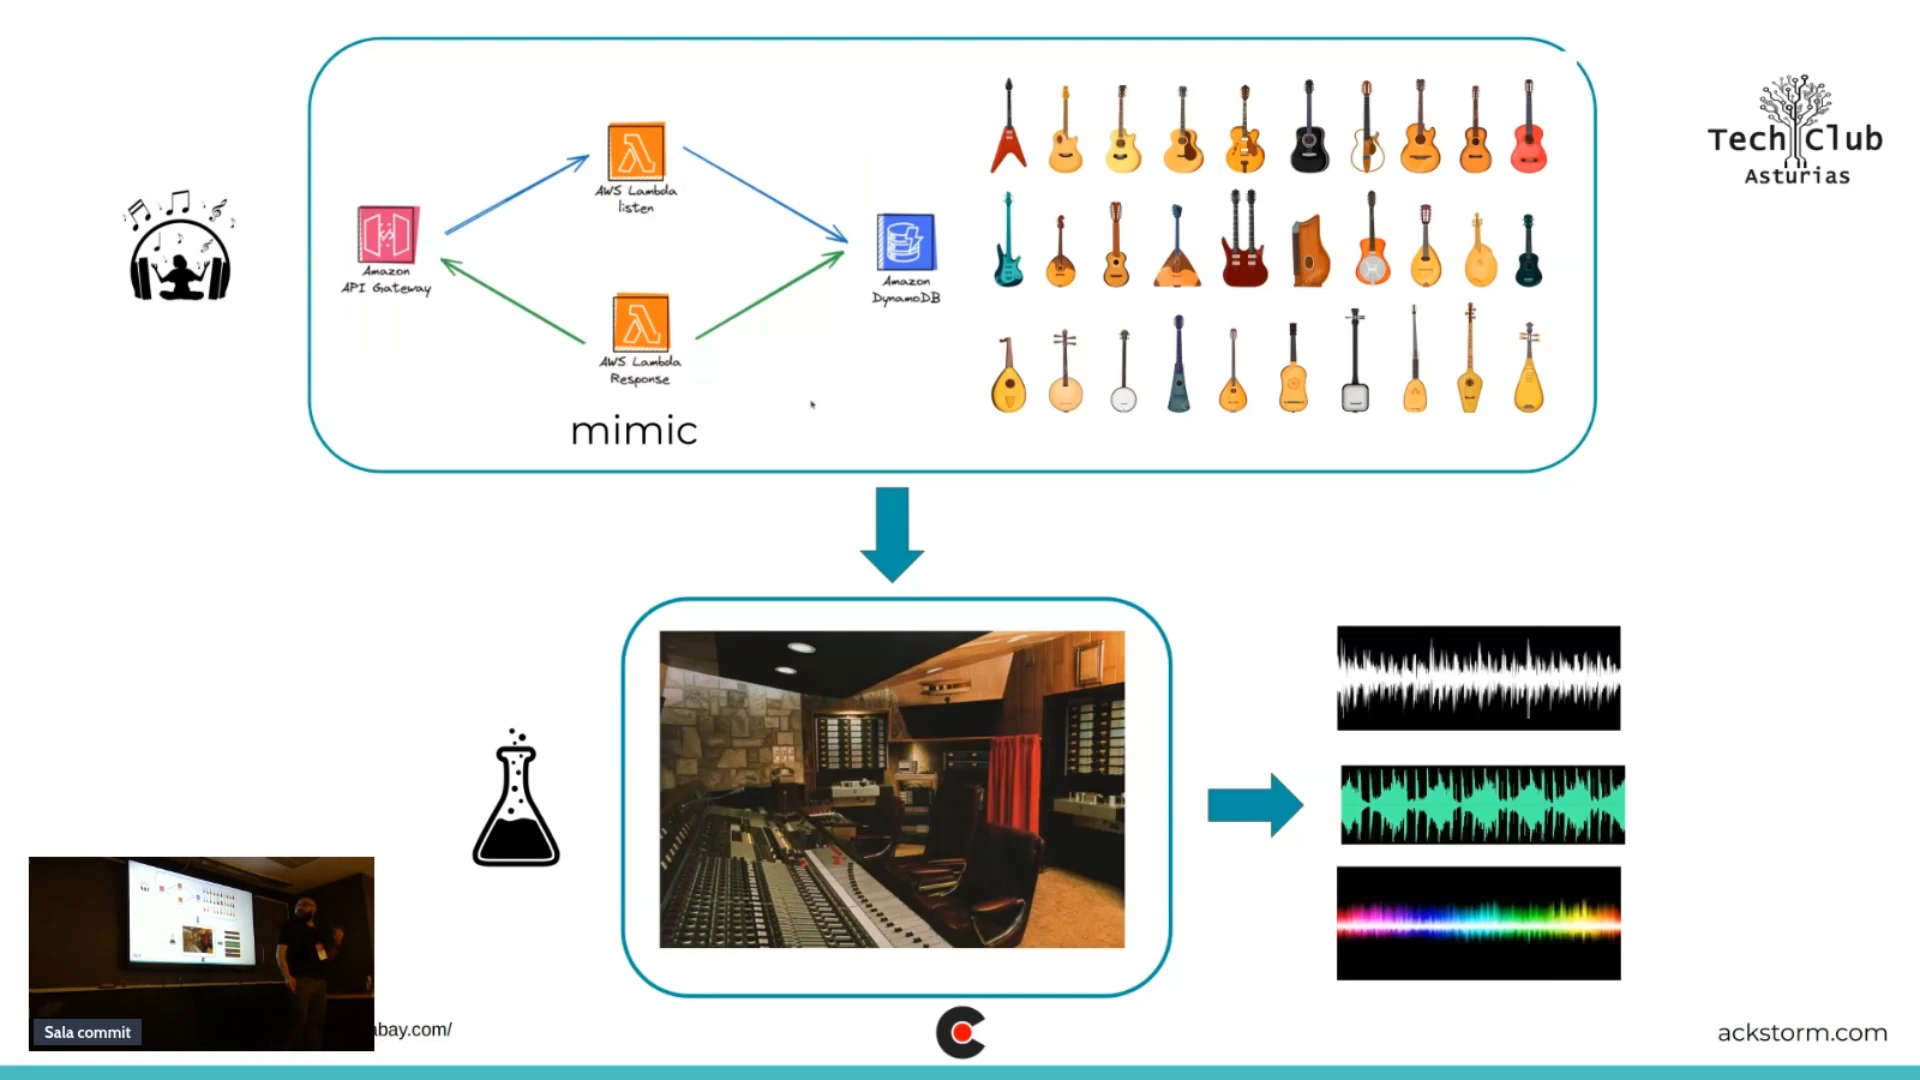 AWS Lambda
listen
Amazon
API Gateway
Amazon
DynamoDB
AWS Lambda
Response
mimic
Tech Club
Asturias
Sala commit
abay.com/
ackstorm.com